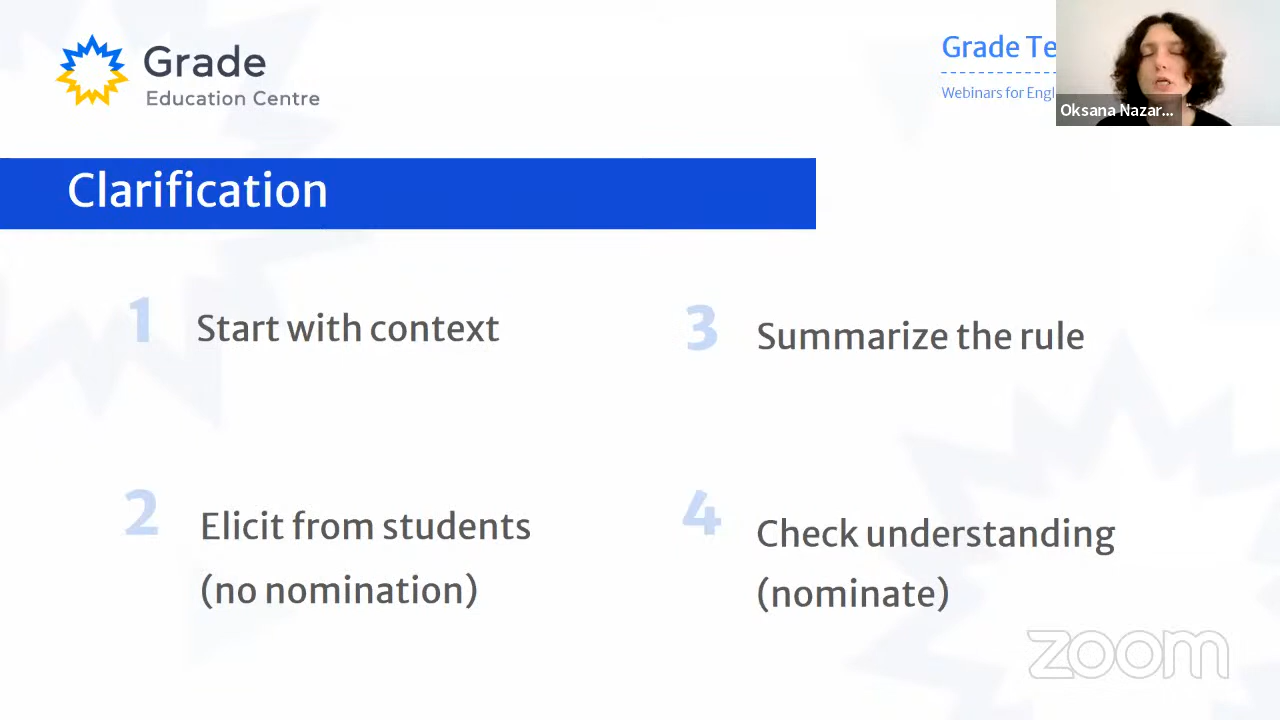 Grade
Education Centre
Grade Te
Webinars for Engl
Oksana Nazar...
Clarification
1 Start with context
2 Elicit from students
(no nomination)
3 Summarize the rule
4 Check understanding
(nominate)
zoom